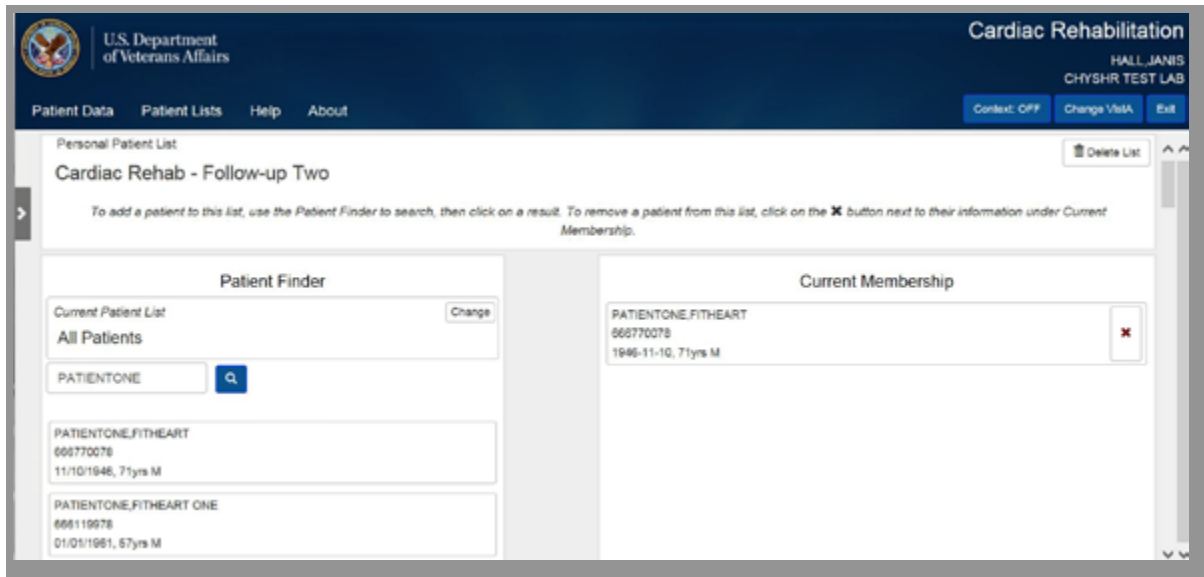 U.S. Department
of Veterans Affairs
Cardiac Rehabilitation
HALL,JANIS
CHYSHR TEST LAB
Patient Data Patient Lists Help About
Context: OFF Change VistA Exit
Personal Patient List
Delete List
Cardiac Rehab - Follow-up Two
To add a patient to this list, use the Patient Finder to search, then click on a result. To remove a patient from this list, click on the ✖ button next to their information under Current
Membership.
Patient Finder
Current Patient List Change
All Patients
PATIENTONE
PATIENTONE,FITHEART
666770078
11/10/1946, 71yrs M
PATIENTONE,FITHEART ONE
666119978
01/01/1961, 57yrs M
Current Membership
PATIENTONE,FITHEART
666770078
1946-11-10, 71yrs M